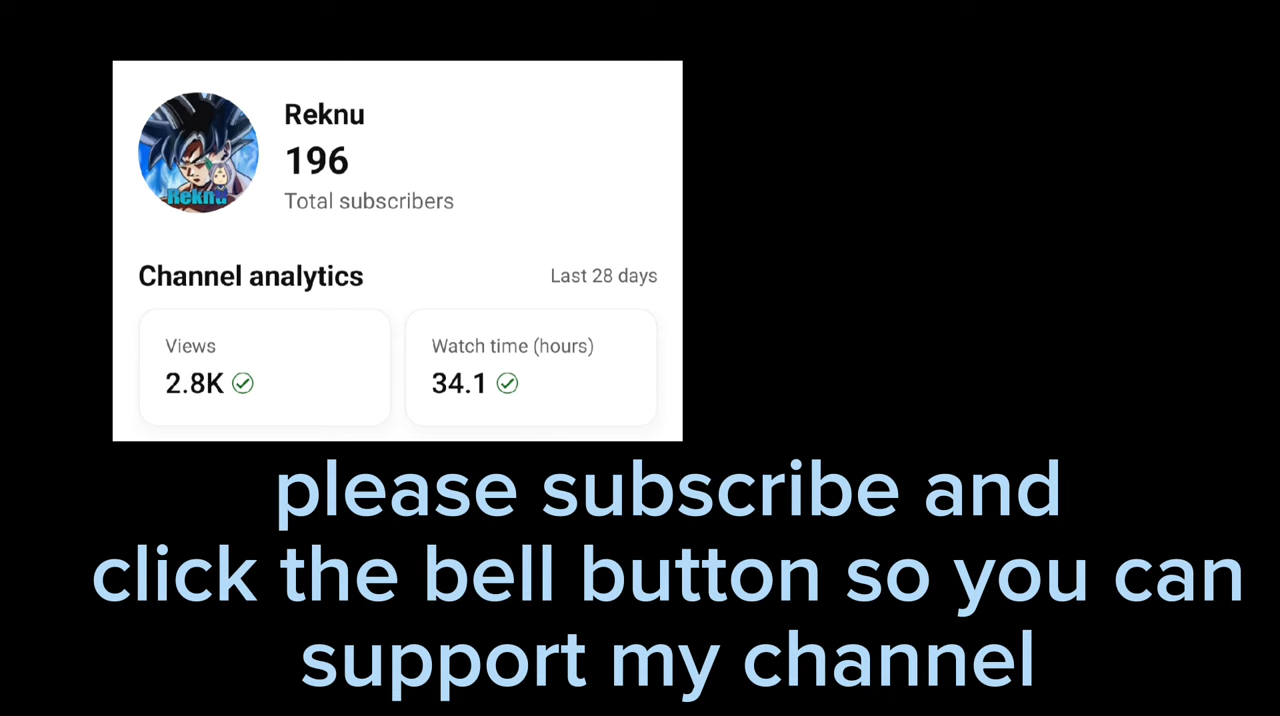 Reknu
196
Total subscribers
Reknu
Channel analytics
Last 28 days
Views
Watch time (hours)
2.8K
34.1
please subscribe and
click the bell button so you can
support my channel